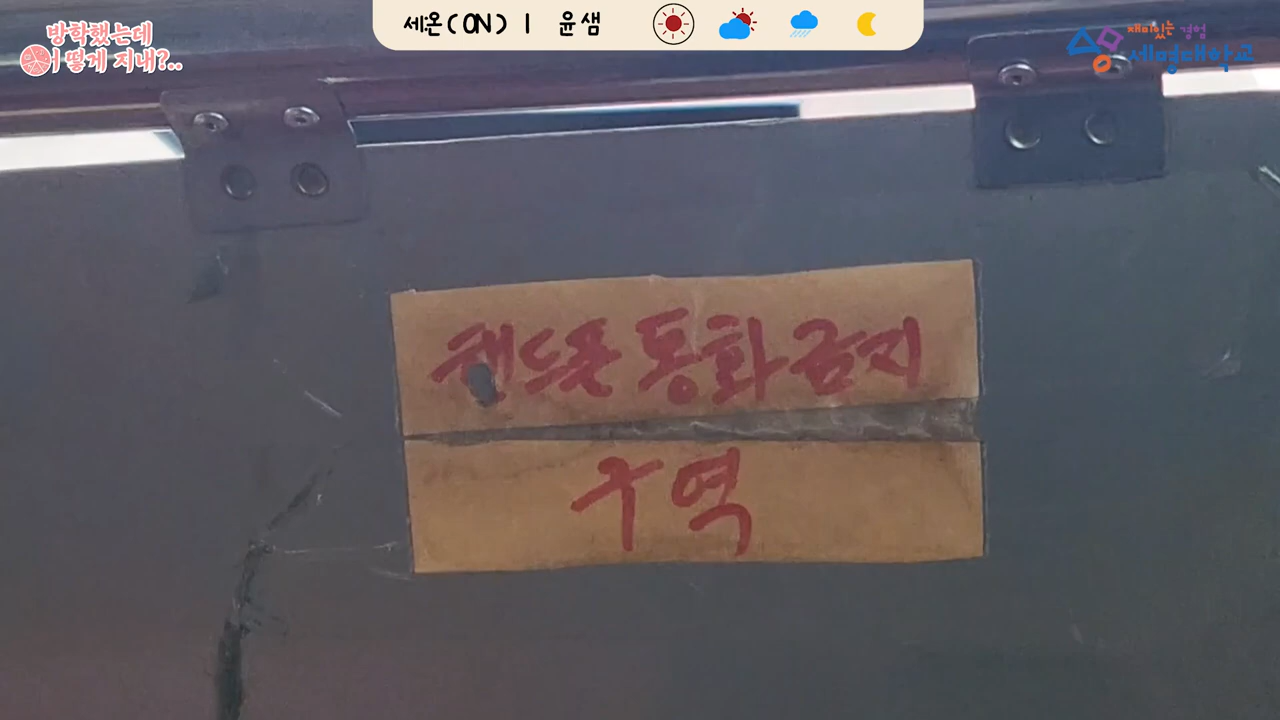 방학했는데
어떻게 지내?..
세온(ON) | 윤샘
재미있는 경험
세명대학교
핸드폰 통화 금지
구역